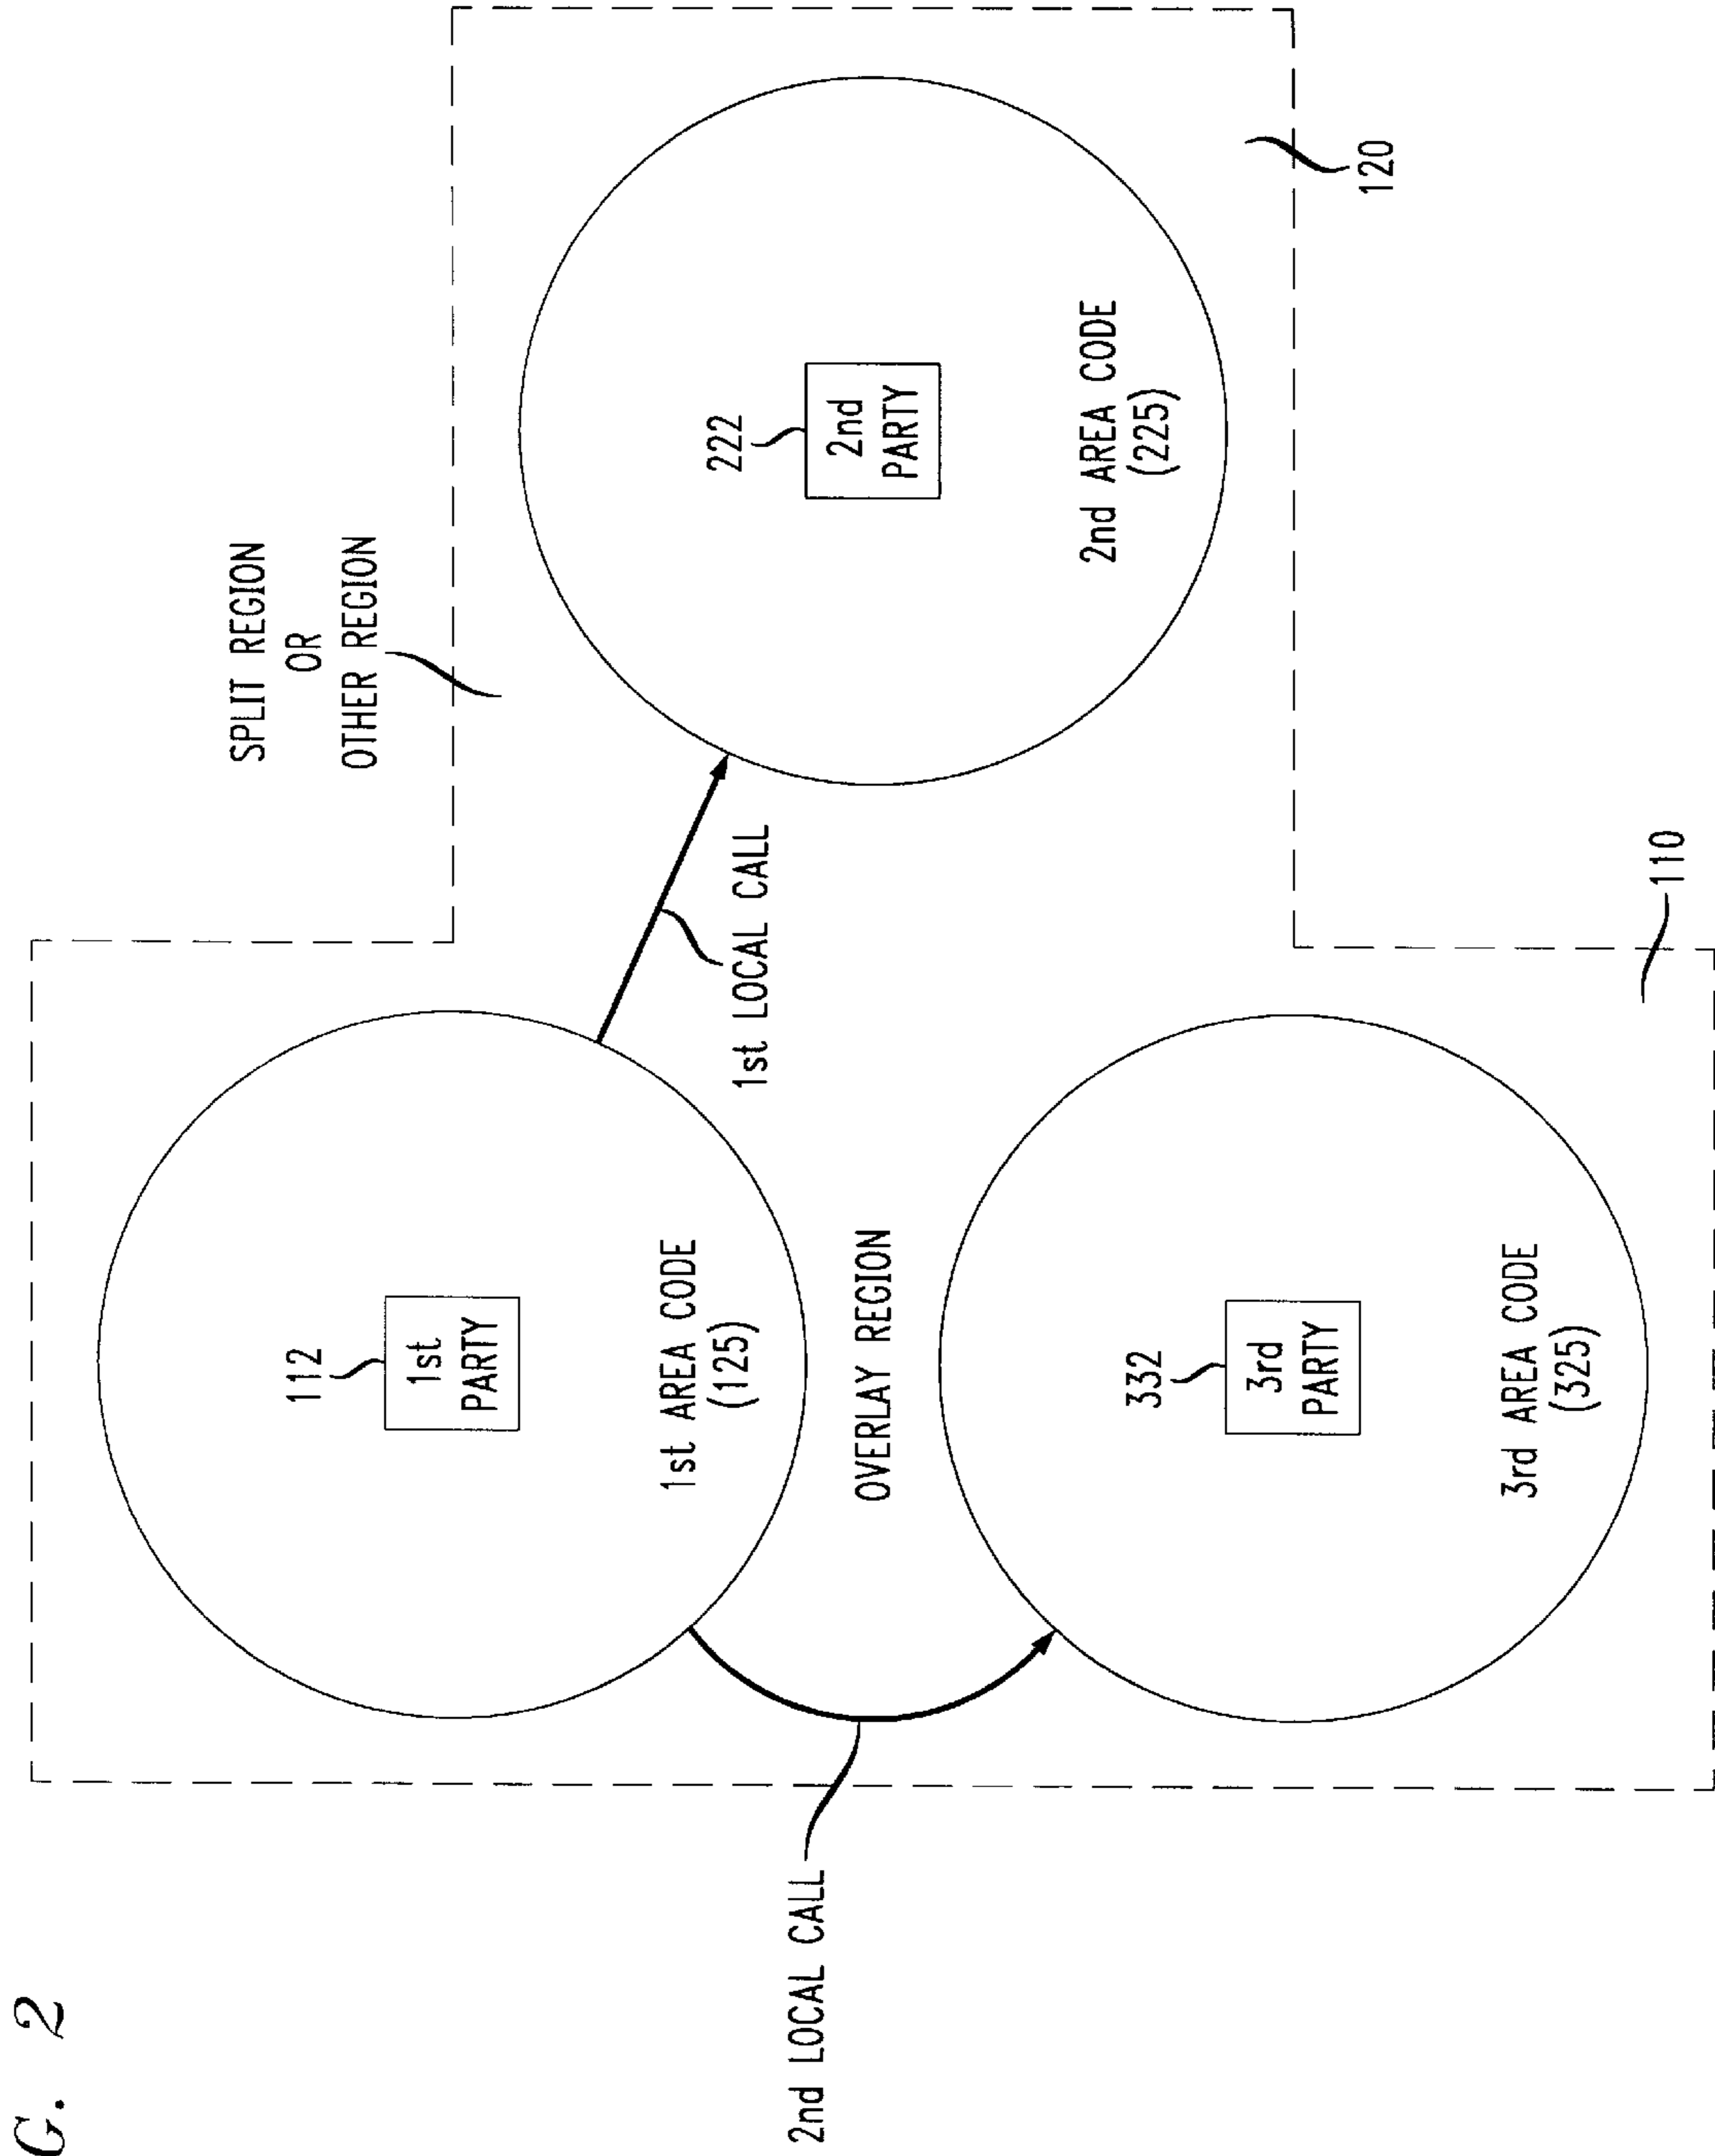 G. 2
2nd LOCAL CALL
112
1st
PARTY
1st AREA CODE
(125)
OVERLAY REGION
332
3rd
PARTY
3rd AREA CODE
(325)
110
1st LOCAL CALL
SPLIT REGION
OR
OTHER REGION
222
2nd
PARTY
2nd AREA CODE
(225)
120